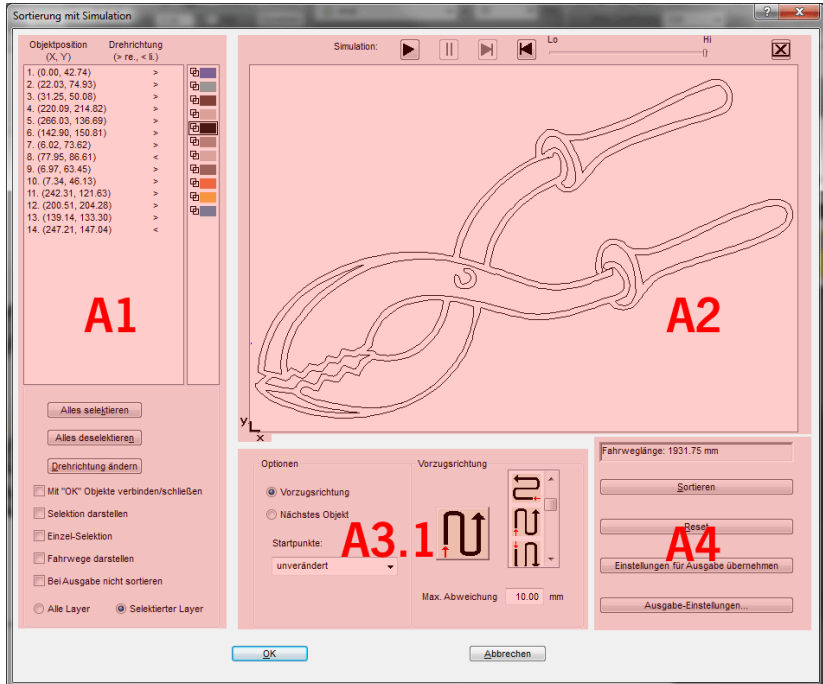 Sortierung mit Simulation
Objektposition Drehrichtung
(X, Y) (> re., < li.)
1. (0.00, 42.74) >
2. (22.03, 74.93) >
3. (31.25, 50.08) >
4. (220.09, 214.82) >
5. (266.03, 136.69) >
6. (142.90, 150.81) >
7. (6.02, 73.62) >
8. (77.95, 86.61) <
9. (6.97, 63.45) >
10. (7.34, 46.13) >
11. (242.31, 121.63) >
12. (200.51, 204.28) >
13. (139.14, 133.30) >
14. (247.21, 147.04) <
A1
Alles selektieren
Alles deselektieren
Drehrichtung ändern
Mit "OK" Objekte verbinden/schließen
Selektion darstellen
Einzel-Selektion
Fahrwege darstellen
Bei Ausgabe nicht sortieren
Alle Layer Selektierter Layer
Simulation: Lo Hi
A2
y
x
Optionen
Vorzugsrichtung
Nächstes Objekt
Startpunkte:
unverändert
A3.1
Vorzugsrichtung
Max. Abweichung 10.00 mm
Fahrweglänge: 1931.75 mm
Sortieren
Reset
A4
Einstellungen für Ausgabe übernehmen
Ausgabe-Einstellungen...
OK Abbrechen